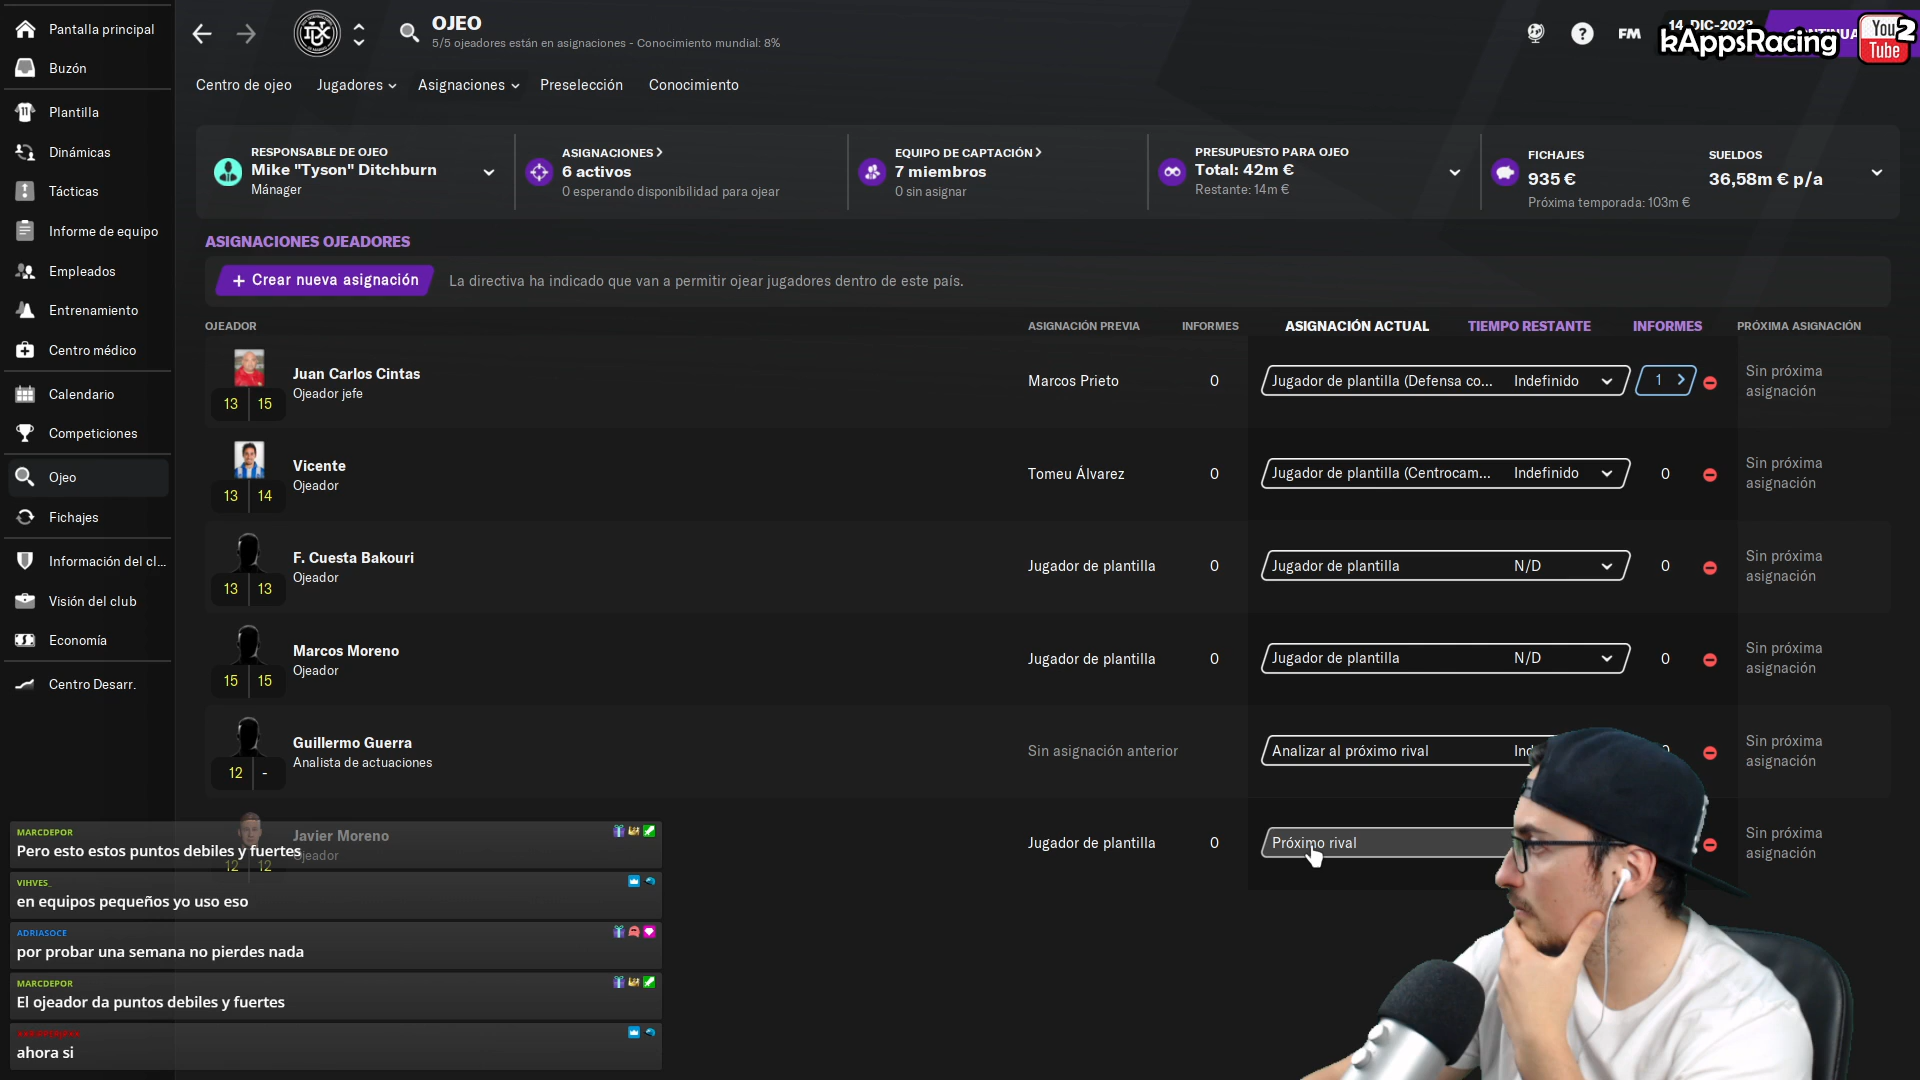 Pantalla principal
Buzón
Plantilla
Dinámicas
Tácticas
Informe de equipo
Empleados
Entrenamiento
Centro médico
Calendario
Competiciones
Ojeo
Fichajes
Información del cl...
Visión del club
Economía
Centro Desarr.
OJEO
5/5 ojeadores están en asignaciones - Conocimiento mundial: 8%
FM
14 DIC-2023
kAppsRacing
You2
Tube
Centro de ojeo
Jugadores
Asignaciones
Preselección
Conocimiento
RESPONSABLE DE OJEO
Mike "Tyson" Ditchburn
Mánager
ASIGNACIONES
6 activos
0 esperando disponibilidad para ojear
EQUIPO DE CAPTACIÓN
7 miembros
0 sin asignar
PRESUPUESTO PARA OJEO
Total: 42m €
Restante: 14m €
FICHAJES
935 €
Próxima temporada: 103m €
SUELDOS
36,58m € p/a
ASIGNACIONES OJEADORES
+ Crear nueva asignación
La directiva ha indicado que van a permitir ojear jugadores dentro de este país.
OJEADOR ASIGNACIÓN PREVIA INFORMES ASIGNACIÓN ACTUAL TIEMPO RESTANTE INFORMES PRÓXIMA ASIGNACIÓN
Juan Carlos Cintas
Ojeador jefe
13 15
Marcos Prieto 0 Jugador de plantilla (Defensa co... Indefinido 1
Sin próxima
asignación
Vicente
Ojeador
13 14
Tomeu Álvarez 0 Jugador de plantilla (Centrocam... Indefinido 0
Sin próxima
asignación
F. Cuesta Bakouri
Ojeador
13 13
Jugador de plantilla 0 Jugador de plantilla N/D 0
Sin próxima
asignación
Marcos Moreno
Ojeador
15 15
Jugador de plantilla 0 Jugador de plantilla N/D 0
Sin próxima
asignación
Guillermo Guerra
Analista de actuaciones
12 -
Sin asignación anterior Analizar al próximo rival
Sin próxima
asignación
Javier Moreno
Ojeador
12 12
Jugador de plantilla 0 Próximo rival
Sin próxima
asignación
MARCDEPOR
Pero esto estos puntos debiles y fuertes
VIHVES_
en equipos pequeños yo uso eso
ADRIASOCE
por probar una semana no pierdes nada
MARCDEPOR
El ojeador da puntos debiles y fuertes
ahora si